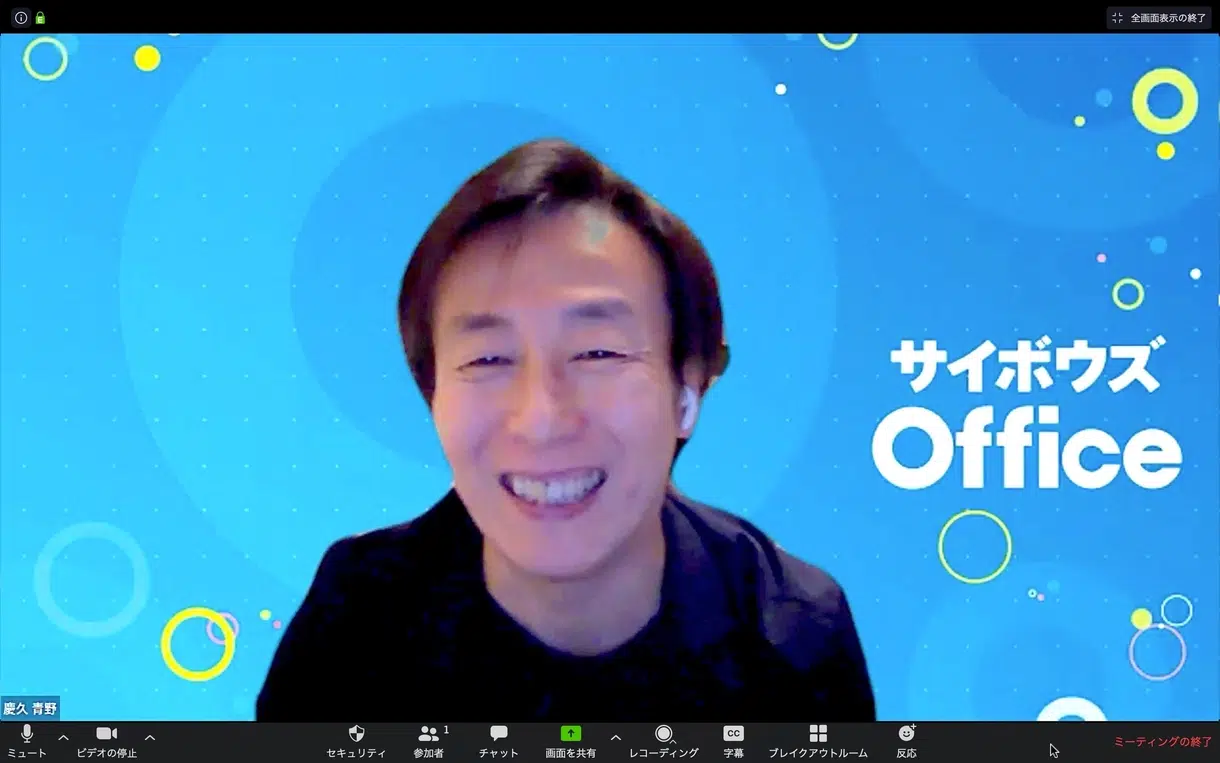 全画面表示の終了
サイボウズ
Office
慶久 青野
ミュート
ビデオの停止
セキュリティ
1
参加者
チャット
画面を共有
レコーディング
CC
字幕
ブレイクアウトルーム
反応
ミーティングの終了